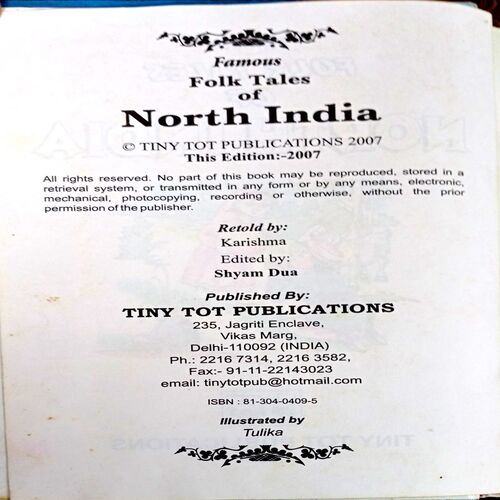 Famous
Folk Tales
of
North India
© TINY TOT PUBLICATIONS 2007
This Edition:-2007
All rights reserved. No part of this book may be reproduced, stored in a
retrieval system, or transmitted in any form or by any means, electronic,
mechanical, photocopying, recording or otherwise, without the prior
permission of the publisher.
Retold by:
Karishma
Edited by:
Shyam Dua
Published By:
TINY TOT PUBLICATIONS
235, Jagriti Enclave,
Vikas Marg,
Delhi-110092 (INDIA)
Ph.: 2216 7314, 2216 3582,
Fax:- 91-11-22143023
email: tinytotpub@hotmail.com
ISBN : 81-304-0409-5
Illustrated by
Tulika